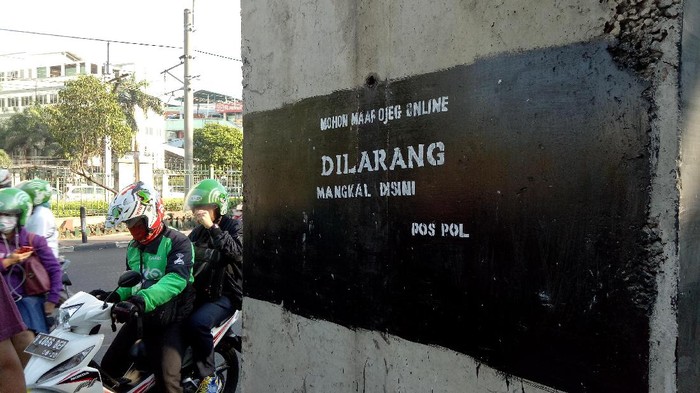 MOHON MAAF OJEG ONLINE
DILARANG
MANGKAL DISINI
POS POL